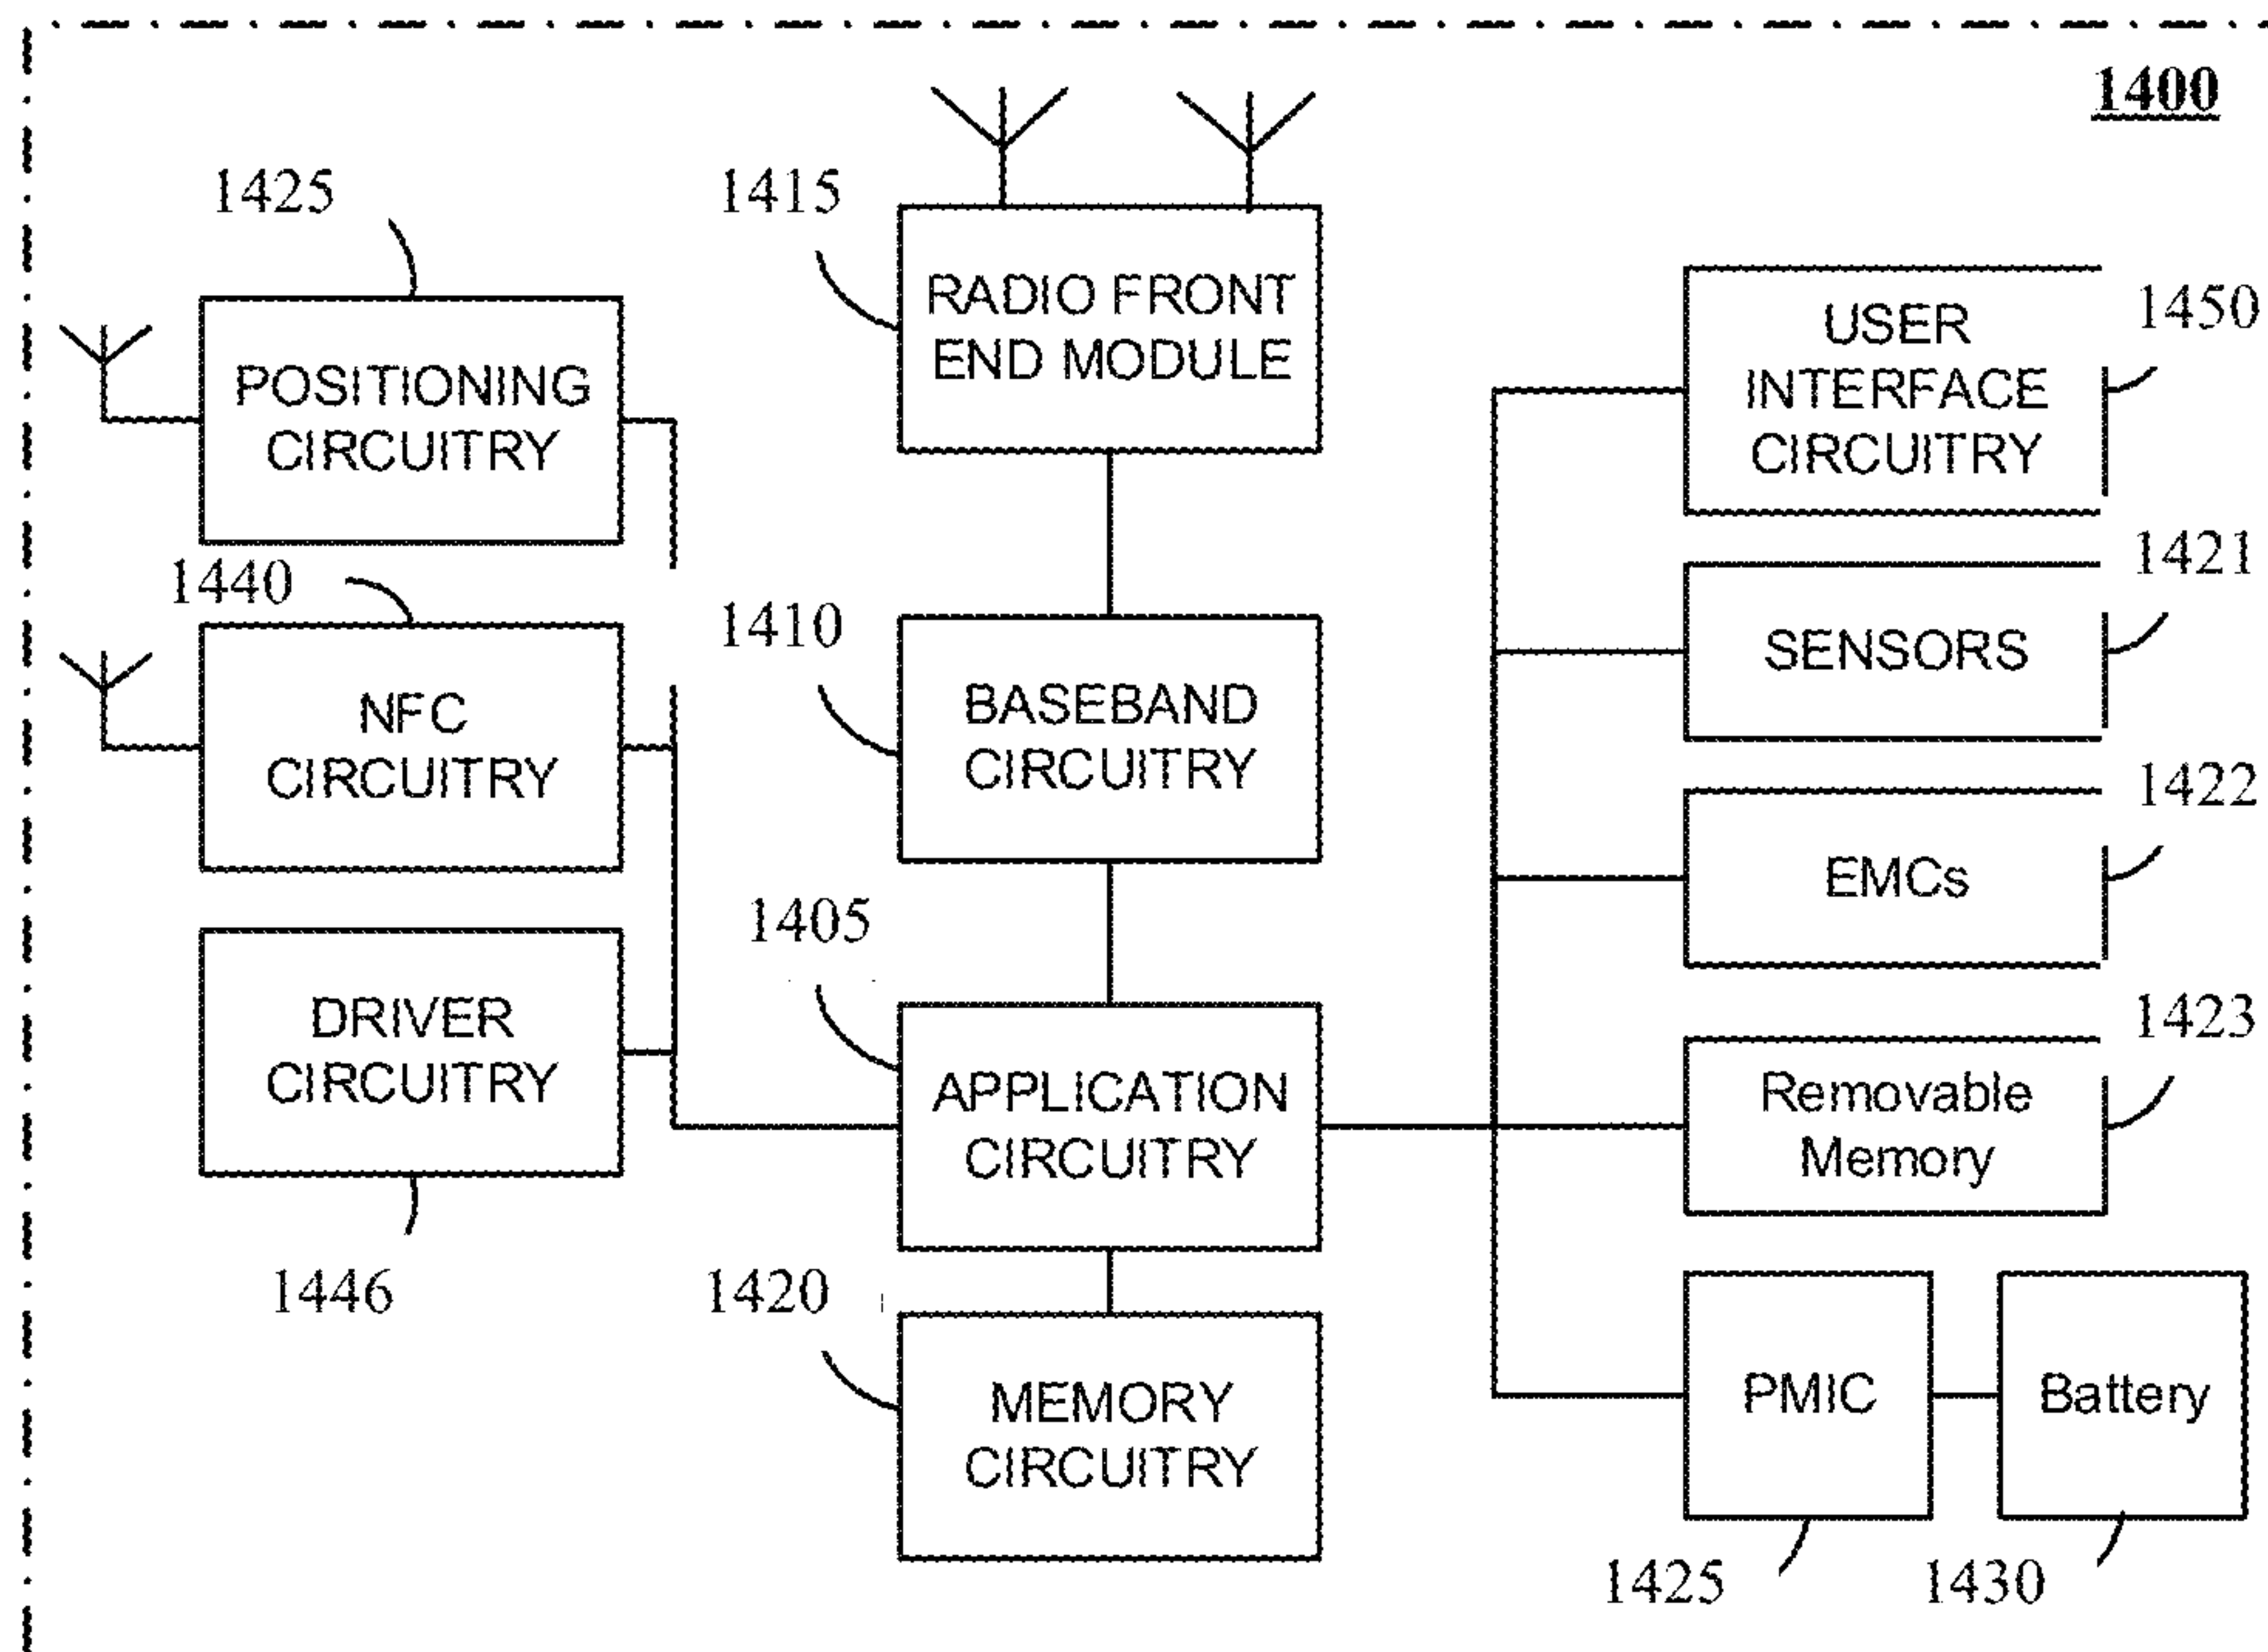 1400
1425
POSITIONING
CIRCUITRY
1440
NFC
CIRCUITRY
DRIVER
CIRCUITRY
1446
1415
RADIO FRONT
END MODULE
1410
BASEBAND
CIRCUITRY
1405
APPLICATION
CIRCUITRY
1420
MEMORY
CIRCUITRY
USER
INTERFACE
CIRCUITRY
1450
SENSORS
1421
EMCs
1422
Removable
Memory
1423
PMIC
1425
Battery
1430